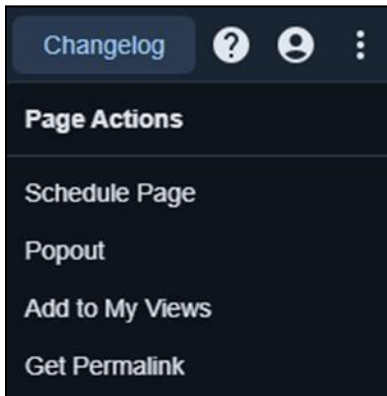 Changelog
Page Actions
Schedule Page
Popout
Add to My Views
Get Permalink